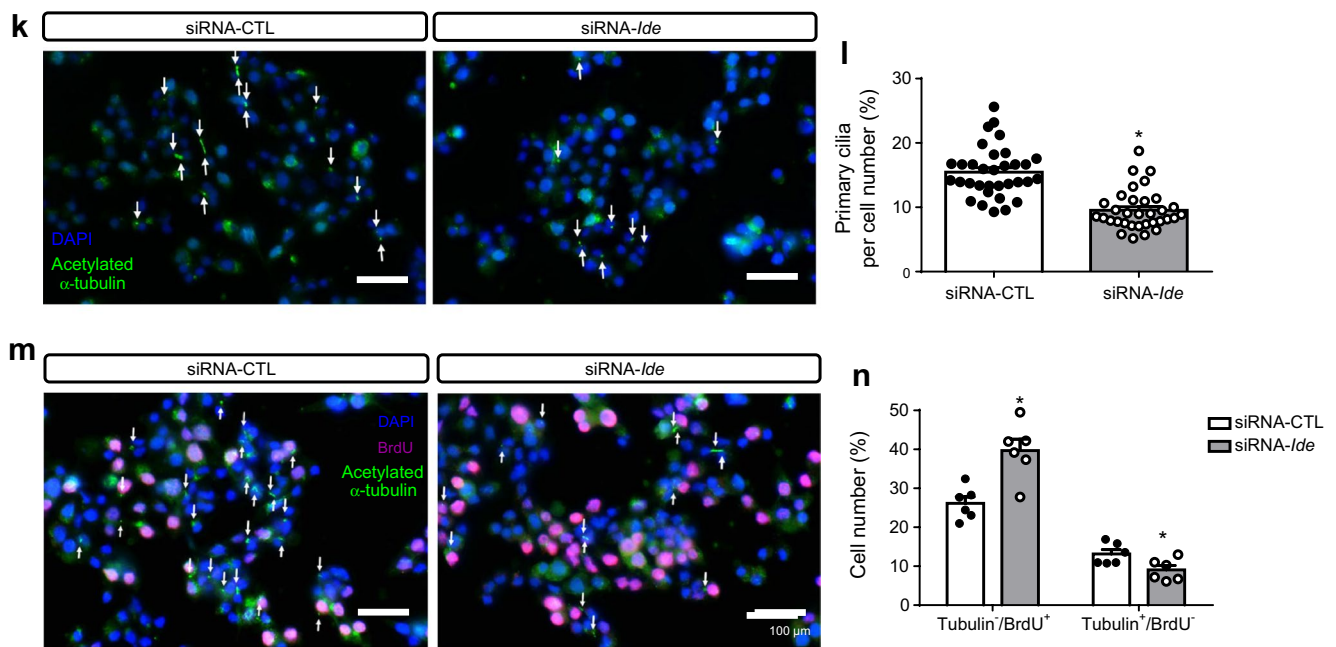 k
siRNA-CTL
siRNA-Ide
DAPI
Acetylated
α-tubulin
l
Primary cilia
per cell number (%)
30
20
10
0
*
siRNA-CTL
siRNA-Ide
m
siRNA-CTL
siRNA-Ide
DAPI
BrdU
Acetylated
α-tubulin
100 µm
n
Cell number (%)
50
40
30
20
10
0
*
*
Tubulin⁻/BrdU⁺
Tubulin⁺/BrdU⁻
siRNA-CTL
siRNA-Ide